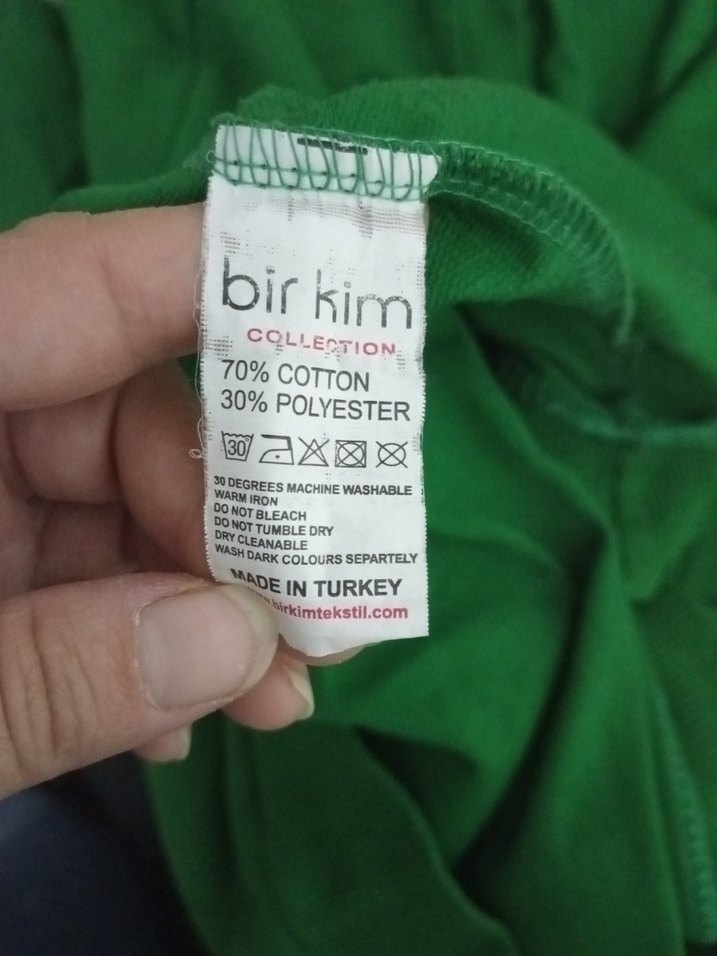 bir kim
COLLECTION
70% COTTON
30% POLYESTER
30
30 DEGREES MACHINE WASHABLE
WARM IRON
DO NOT BLEACH
DO NOT TUMBLE DRY
DRY CLEANABLE
WASH DARK COLOURS SEPARTELY
MADE IN TURKEY
birkimtekstil.com